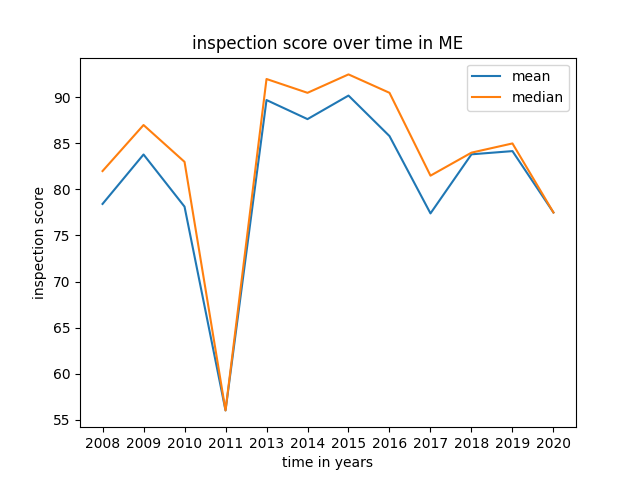 inspection score over time in ME
mean
median
90
85
80
75
70
65
60
55
inspection score
2008 2009 2010 2011 2013 2014 2015 2016 2017 2018 2019 2020
time in years